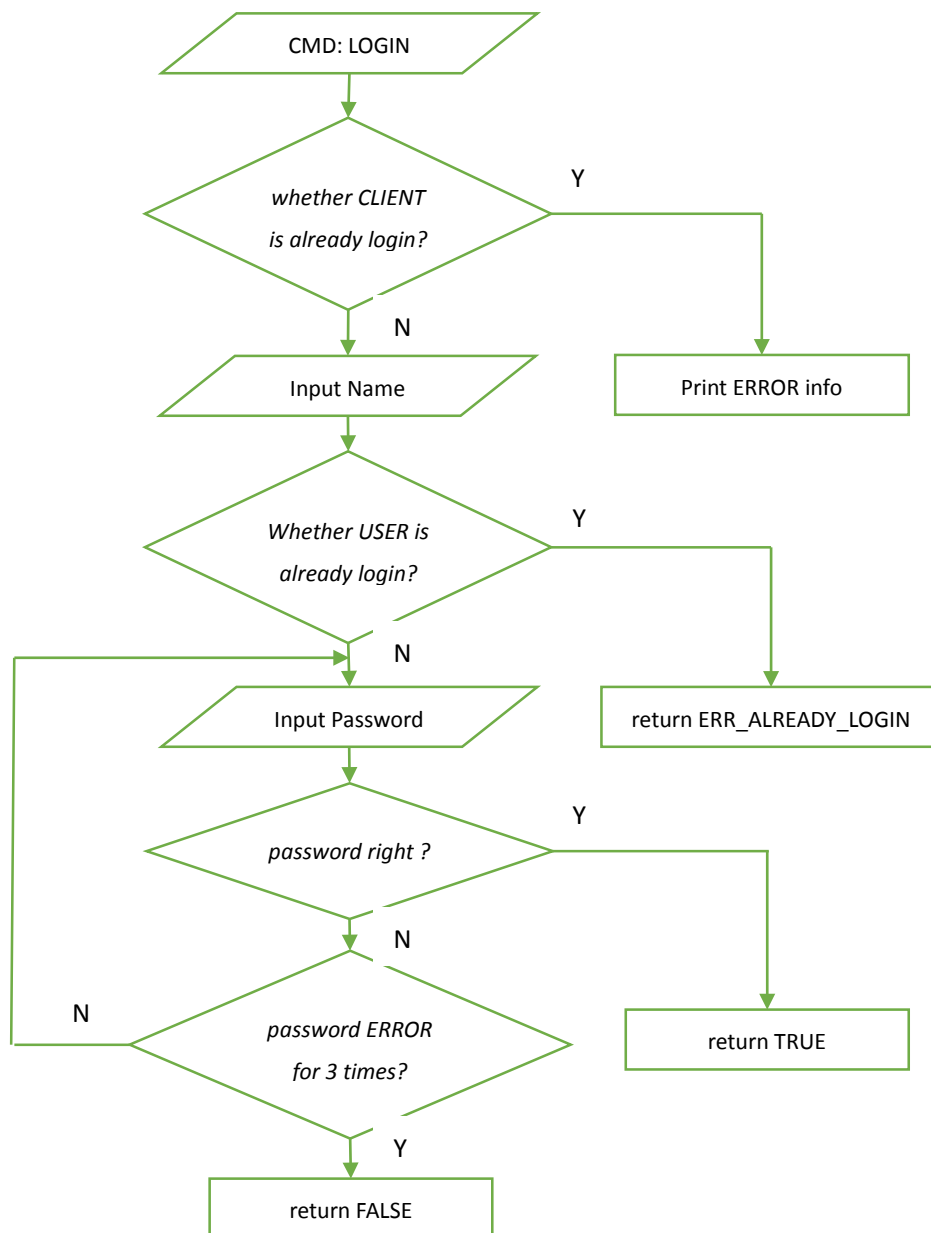 CMD: LOGIN
Y
whether CLIENT
is already login?
N
Input Name
Print ERROR info
Y
Whether USER is
already login?
N
Input Password
return ERR_ALREADY_LOGIN
Y
password right ?
N
N
password ERROR
for 3 times?
return TRUE
Y
return FALSE